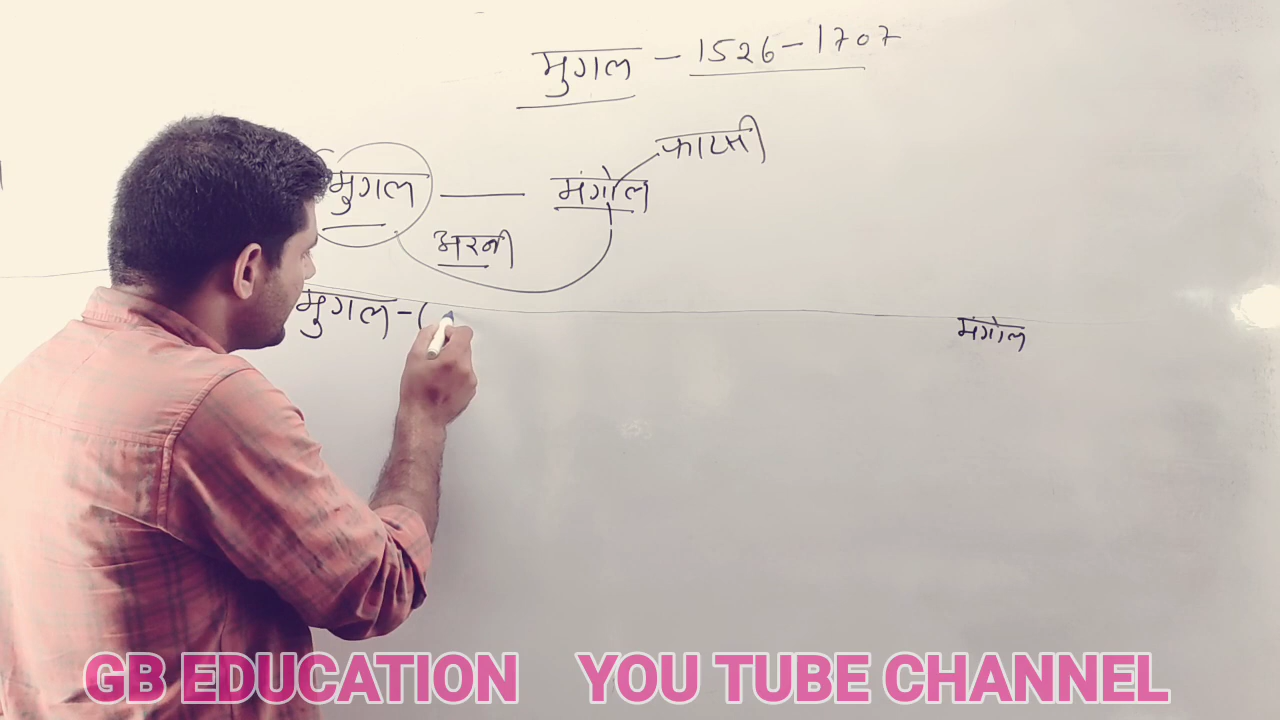 मुगल - 1526 - 1707
फारसी
मुगल — मंगोल
अरबी
मुगल - (
मंगोल
GB EDUCATION YOU TUBE CHANNEL